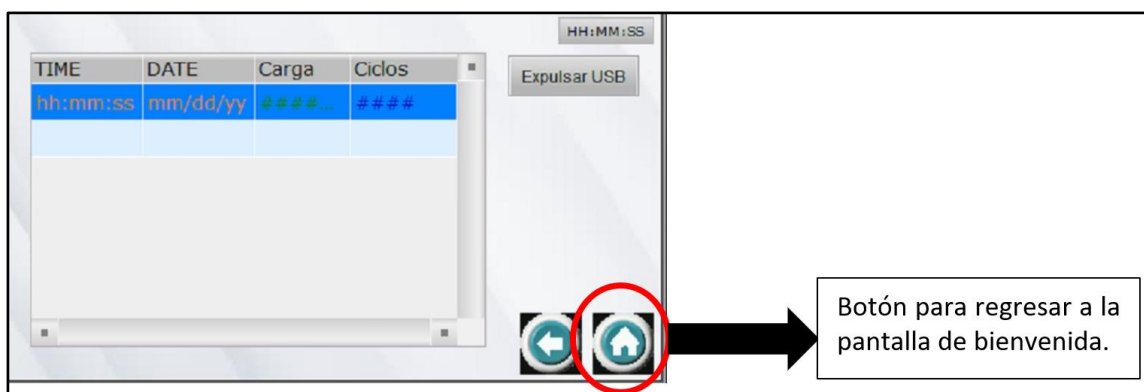 HH:MM:SS
TIME DATE Carga Ciclos
Expulsar USB
hh:mm:ss mm/dd/yy ####... ####
Botón para regresar a la
pantalla de bienvenida.